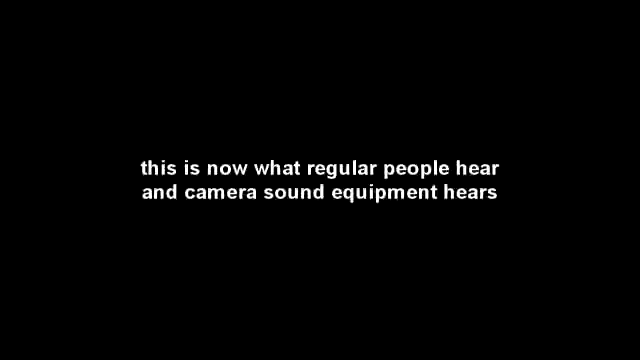 this is now what regular people hear
and camera sound equipment hears